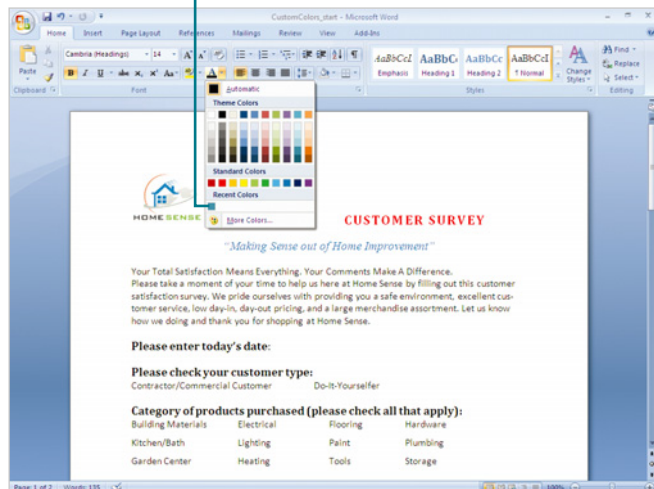 CustomColors_start - Microsoft Word
Home Insert Page Layout References Mailings Review View Add-Ins
Cambria (Headings) 14
Paste
B I U abc x, x' Aa
AaBbCcI AaBbC AaBbCc AaBbCcI
Emphasis Heading 1 Heading 2 ¶ Normal
Change Styles
Find
Replace
Select
Clipboard Font Styles Editing
Automatic
Theme Colors
Standard Colors
Recent Colors
More Colors...
HOME SENSE
CUSTOMER SURVEY
"Making Sense out of Home Improvement"
Your Total Satisfaction Means Everything. Your Comments Make A Difference.
Please take a moment of your time to help us here at Home Sense by filling out this customer
satisfaction survey. We pride ourselves with providing you a safe environment, excellent cus-
tomer service, low day-in, day-out pricing, and a large merchandise assortment. Let us know
how we doing and thank you for shopping at Home Sense.
Please enter today's date:
Please check your customer type:
Contractor/Commercial Customer Do-It-Yourselfer
Category of products purchased (please check all that apply):
Building Materials Electrical Flooring Hardware
Kitchen/Bath Lighting Paint Plumbing
Garden Center Heating Tools Storage
Page: 1 of 2 Words: 135 100%